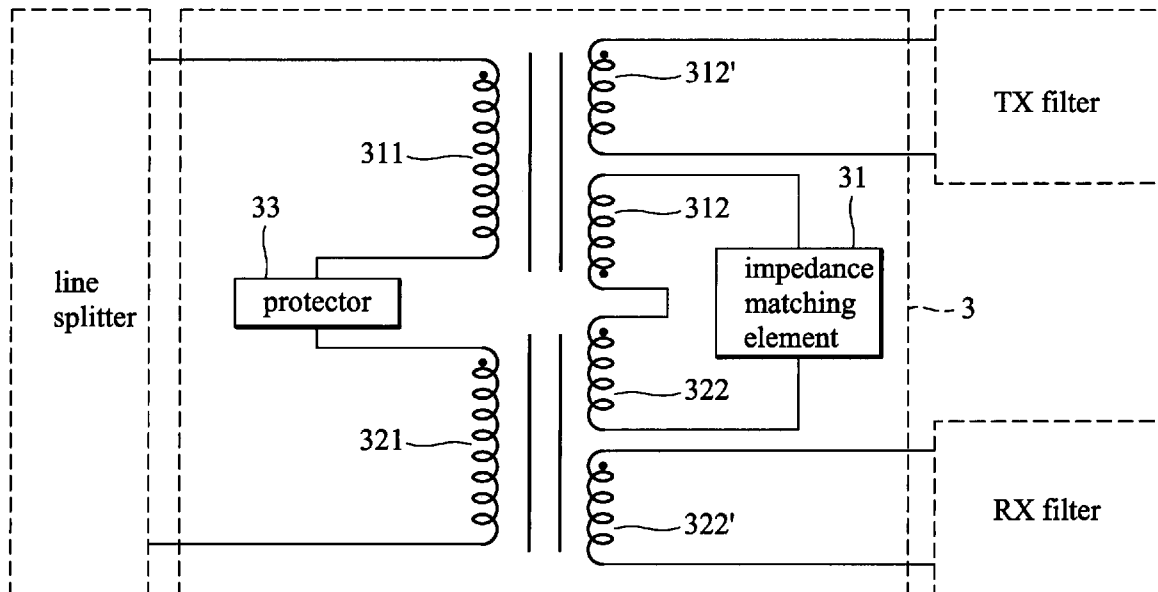 312'
TX filter
311
312
31
33
line
splitter
protector
impedance
matching
element
3
321
322
322'
RX filter